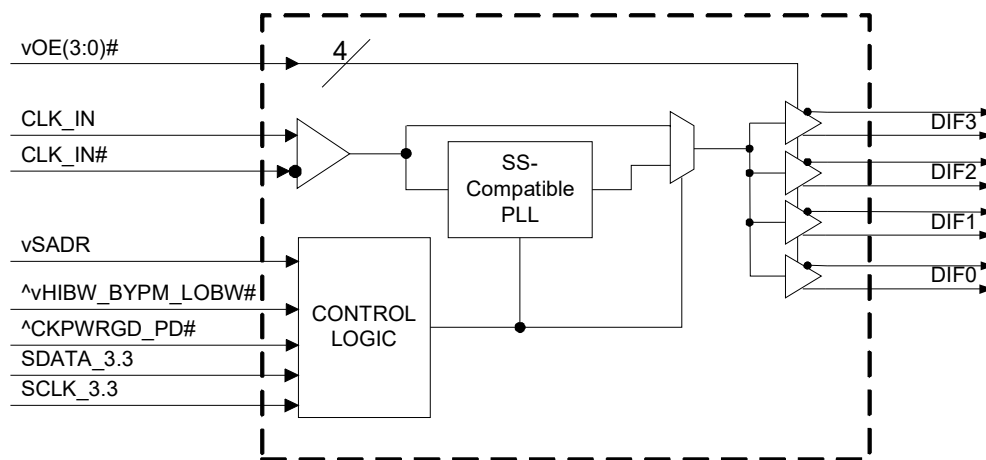 vOE(3:0)#
4
CLK_IN
CLK_IN#
DIF3
SS-
Compatible
PLL
DIF2
DIF1
vSADR
DIF0
^vHIBW_BYPM_LOBW#
^CKPWRGD_PD#
SDATA_3.3
SCLK_3.3
CONTROL
LOGIC